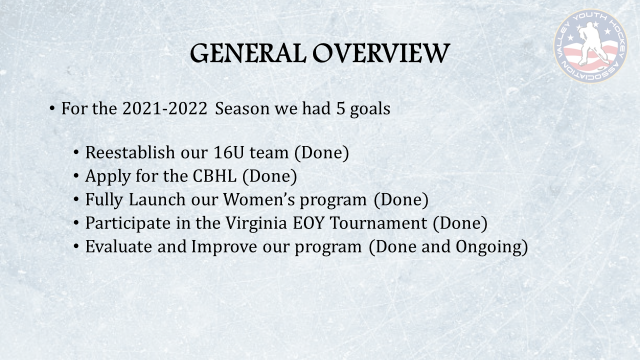 VALLEY YOUTH HOCKEY ASSOCIATION
GENERAL OVERVIEW
• For the 2021-2022 Season we had 5 goals
• Reestablish our 16U team (Done)
• Apply for the CBHL (Done)
• Fully Launch our Women's program (Done)
• Participate in the Virginia EOY Tournament (Done)
• Evaluate and Improve our program (Done and Ongoing)